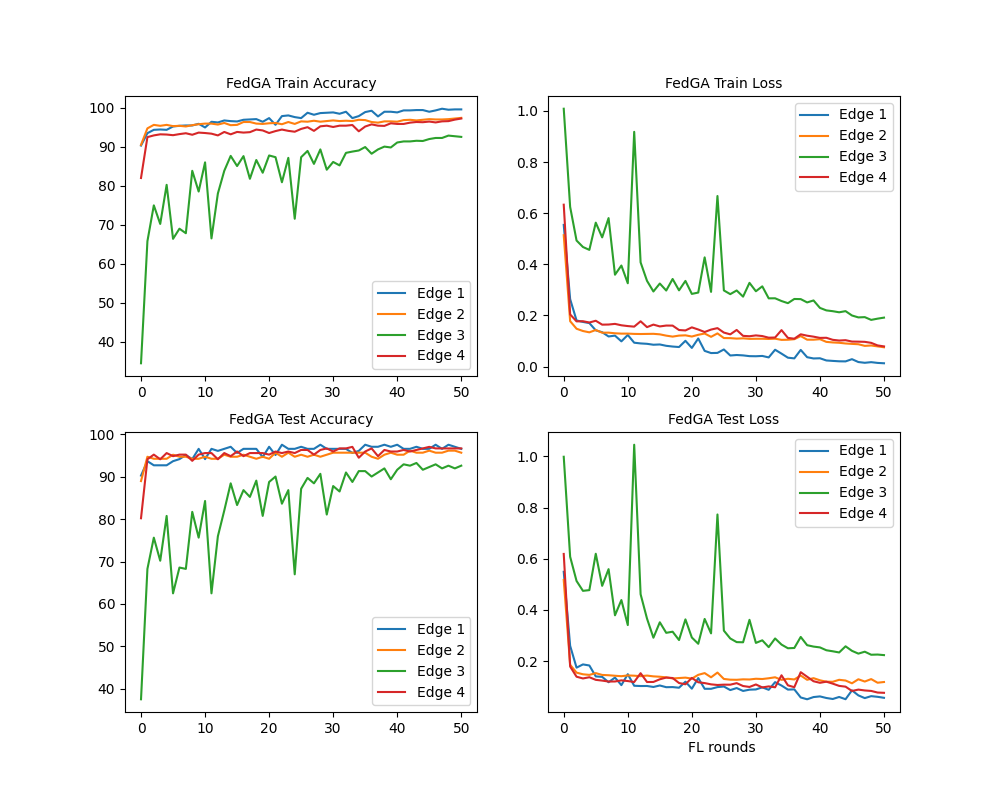 FedGA Train Accuracy
100
90
80
70
60
50
40
0 10 20 30 40 50
Edge 1
Edge 2
Edge 3
Edge 4
FedGA Train Loss
1.0
0.8
0.6
0.4
0.2
0.0
0 10 20 30 40 50
Edge 1
Edge 2
Edge 3
Edge 4
FedGA Test Accuracy
100
90
80
70
60
50
40
0 10 20 30 40 50
Edge 1
Edge 2
Edge 3
Edge 4
FedGA Test Loss
1.0
0.8
0.6
0.4
0.2
0 10 20 30 40 50
Edge 1
Edge 2
Edge 3
Edge 4
FL rounds